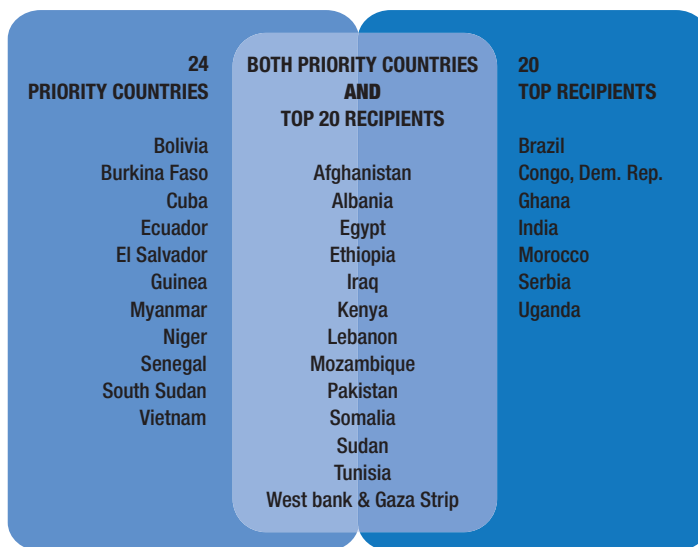 24
PRIORITY COUNTRIES
Bolivia
Burkina Faso
Cuba
Ecuador
El Salvador
Guinea
Myanmar
Niger
Senegal
South Sudan
Vietnam
BOTH PRIORITY COUNTRIES
AND
TOP 20 RECIPIENTS
Afghanistan
Albania
Egypt
Ethiopia
Iraq
Kenya
Lebanon
Mozambique
Pakistan
Somalia
Sudan
Tunisia
West bank & Gaza Strip
20
TOP RECIPIENTS
Brazil
Congo, Dem. Rep.
Ghana
India
Morocco
Serbia
Uganda